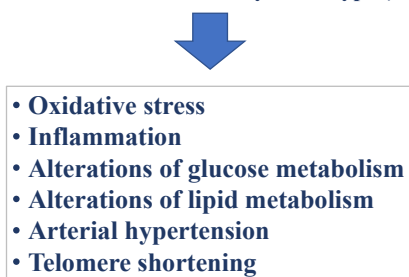 • Oxidative stress
• Inflammation
• Alterations of glucose metabolism
• Alterations of lipid metabolism
• Arterial hypertension
• Telomere shortening